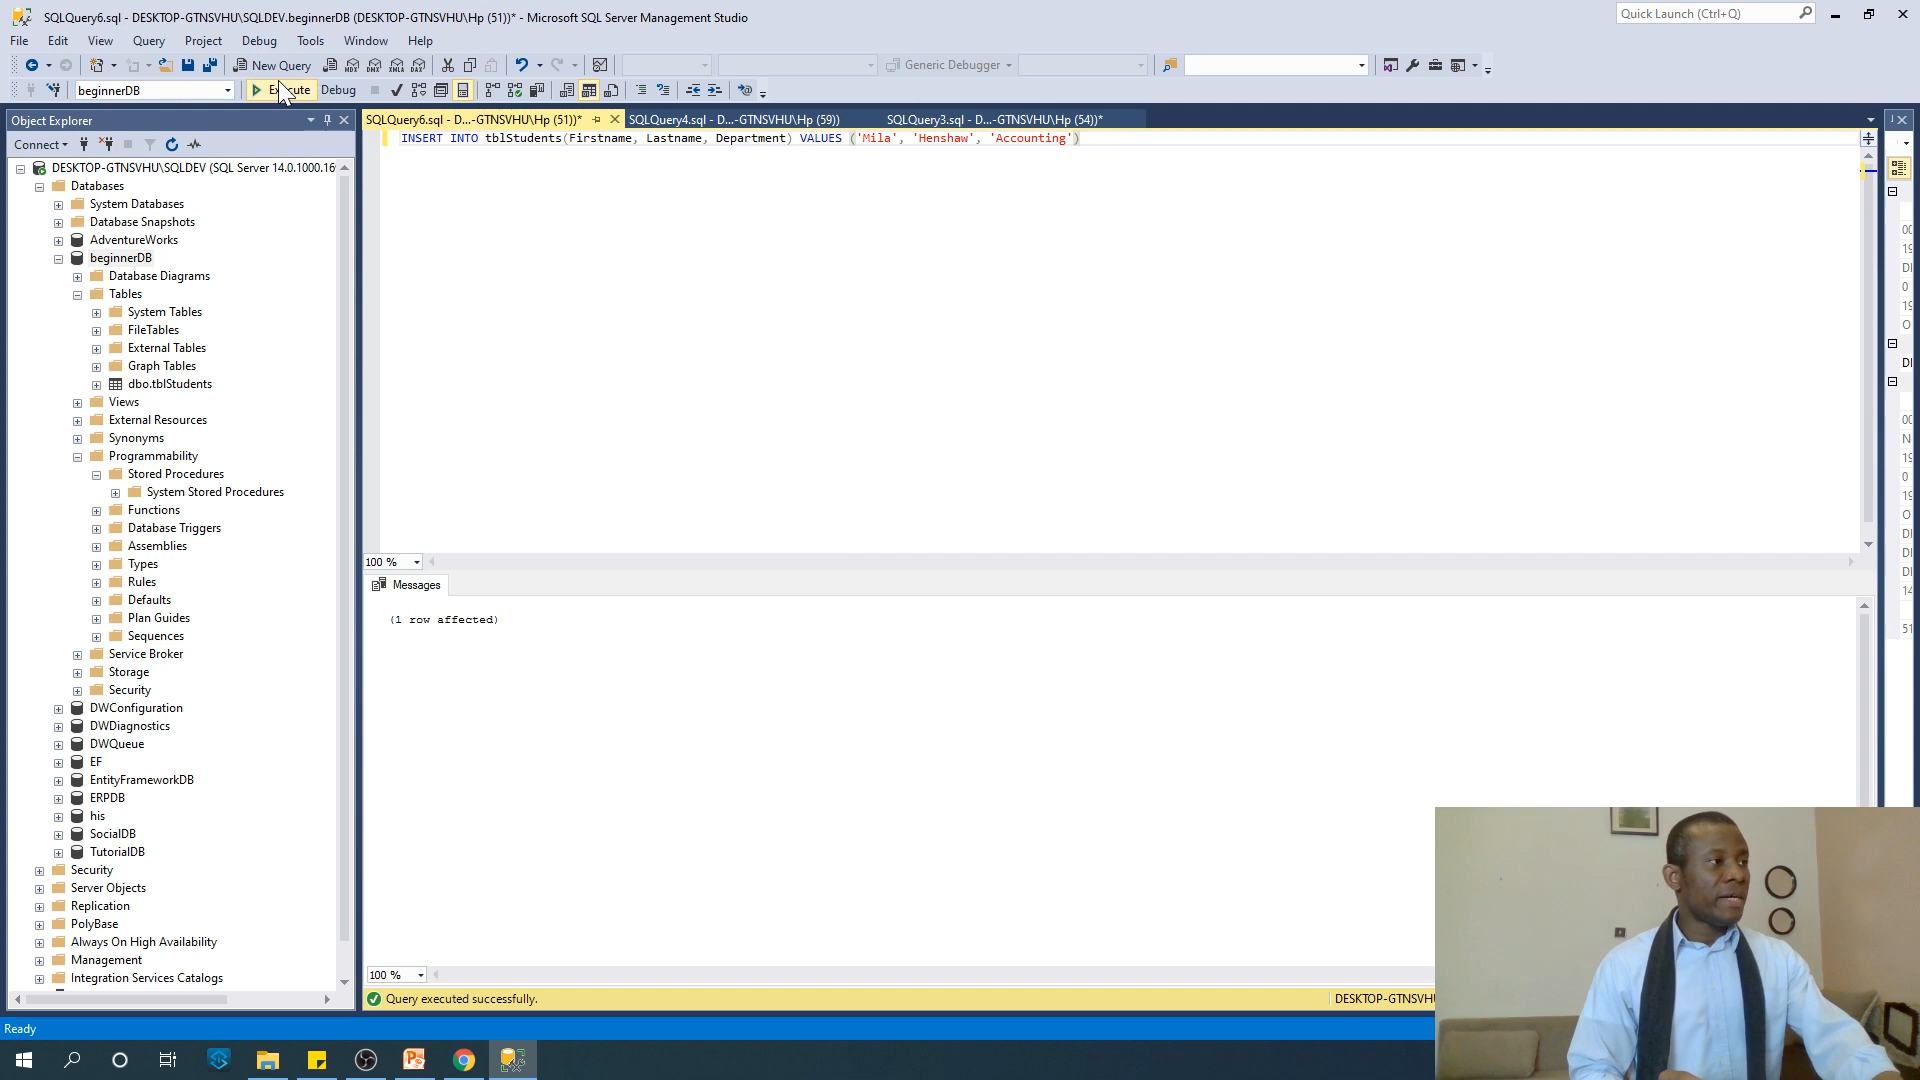 SQLQuery6.sql - DESKTOP-GTNSVHU\SQLDEV.beginnerDB (DESKTOP-GTNSVHU\Hp (51))* - Microsoft SQL Server Management Studio
Quick Launch (Ctrl+Q)
File Edit View Query Project Debug Tools Window Help
New Query
Generic Debugger
beginnerDB
Execute
Debug
Object Explorer
SQLQuery6.sql - D...-GTNSVHU\Hp (51))*
SQLQuery4.sql - D...-GTNSVHU\Hp (59))
SQLQuery3.sql - D...-GTNSVHU\Hp (54))*
Connect
INSERT INTO tblStudents(Firstname, Lastname, Department) VALUES ('Mila', 'Henshaw', 'Accounting')
DESKTOP-GTNSVHU\SQLDEV (SQL Server 14.0.1000.16
Databases
System Databases
Database Snapshots
AdventureWorks
beginnerDB
Database Diagrams
Tables
System Tables
FileTables
External Tables
Graph Tables
dbo.tblStudents
Views
External Resources
Synonyms
Programmability
Stored Procedures
System Stored Procedures
Functions
Database Triggers
Assemblies
Types
Rules
Defaults
Plan Guides
Sequences
Service Broker
Storage
Security
DWConfiguration
DWDiagnostics
DWQueue
EF
EntityFrameworkDB
ERPDB
his
SocialDB
TutorialDB
Security
Server Objects
Replication
PolyBase
Always On High Availability
Management
Integration Services Catalogs
100 %
Messages
(1 row affected)
100 %
Query executed successfully.
DESKTOP-GTNSVHU
Ready